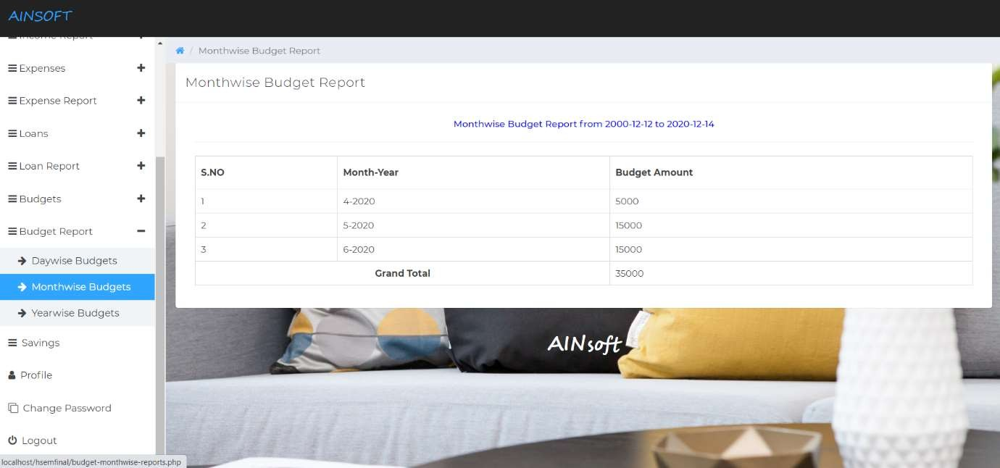 AINSOFT
Income Report
Expenses
Expense Report
Loans
Loan Report
Budgets
Budget Report
Daywise Budgets
Monthwise Budgets
Yearwise Budgets
Savings
Profile
Change Password
Logout
localhost/hsemfinal/budget-monthwise-reports.php
/ Monthwise Budget Report
Monthwise Budget Report
Monthwise Budget Report from 2000-12-12 to 2020-12-14
S.NO Month-Year Budget Amount
1 4-2020 5000
2 5-2020 15000
3 6-2020 15000
Grand Total 35000
AINsoft